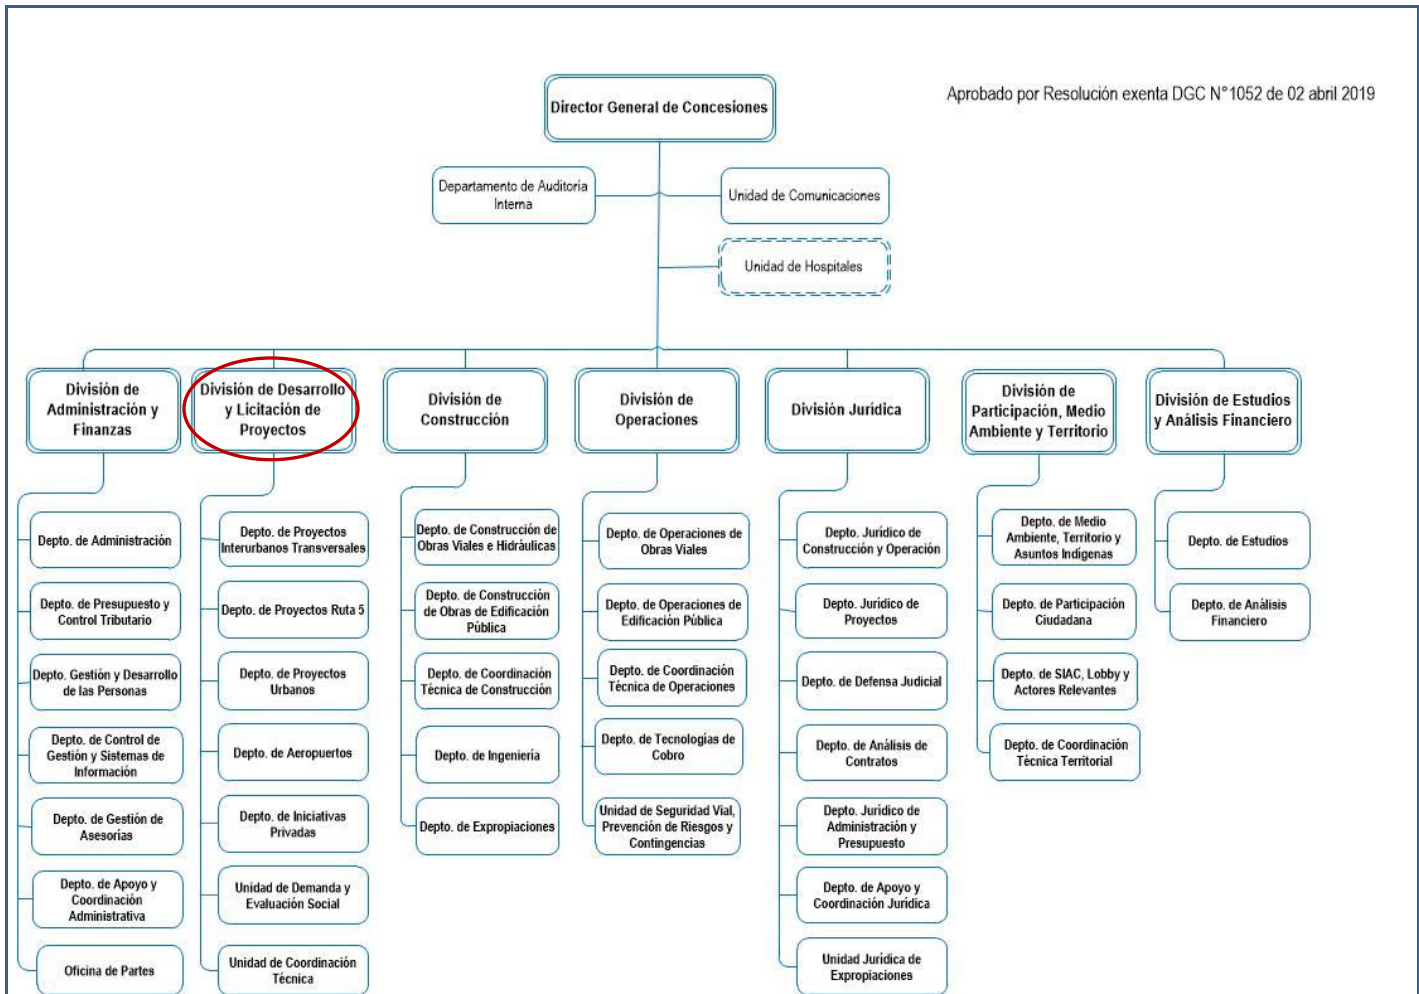 Aprobado por Resolución exenta DGC N°1052 de 02 abril 2019
Director General de Concesiones
Departamento de Auditoría
Interna
Unidad de Comunicaciones
Unidad de Hospitales
División de
Administración y
Finanzas
División de Desarrollo
y Licitación de
Proyectos
División de
Construcción
División de
Operaciones
División Jurídica
División de
Participación, Medio
Ambiente y Territorio
División de Estudios
y Análisis Financiero
Depto. de Administración
Depto. de Presupuesto y
Control Tributario
Depto. Gestión y Desarrollo
de las Personas
Depto. de Control de
Gestión y Sistemas de
Información
Depto. de Gestión de
Asesorías
Depto. de Apoyo y
Coordinación
Administrativa
Oficina de Partes
Depto. de Proyectos
Interurbanos Transversales
Depto. de Proyectos Ruta 5
Depto. de Proyectos
Urbanos
Depto. de Aeropuertos
Depto. de Iniciativas
Privadas
Unidad de Demanda y
Evaluación Social
Unidad de Coordinación
Técnica
Depto. de Construcción de
Obras Viales e Hidráulicas
Depto. de Construcción
de Obras de Edificación
Pública
Depto. de Coordinación
Técnica de Construcción
Depto. de Ingeniería
Depto. de Expropiaciones
Depto. de Operaciones de
Obras Viales
Depto. de Operaciones de
Edificación Pública
Depto. de Coordinación
Técnica de Operaciones
Depto. de Tecnologías de
Cobro
Unidad de Seguridad Vial,
Prevención de Riesgos y
Contingencias
Depto. Jurídico de
Construcción y Operación
Depto. Jurídico de
Proyectos
Depto. de Defensa Judicial
Depto. de Análisis de
Contratos
Depto. Jurídico de
Administración y
Presupuesto
Depto. de Apoyo y
Coordinación Jurídica
Unidad Jurídica de
Expropiaciones
Depto. de Medio
Ambiente, Territorio y
Asuntos Indígenas
Depto. de Participación
Ciudadana
Depto. de SIAC, Lobby y
Actores Relevantes
Depto. de Coordinación
Técnica Territorial
Depto. de Estudios
Depto. de Análisis
Financiero